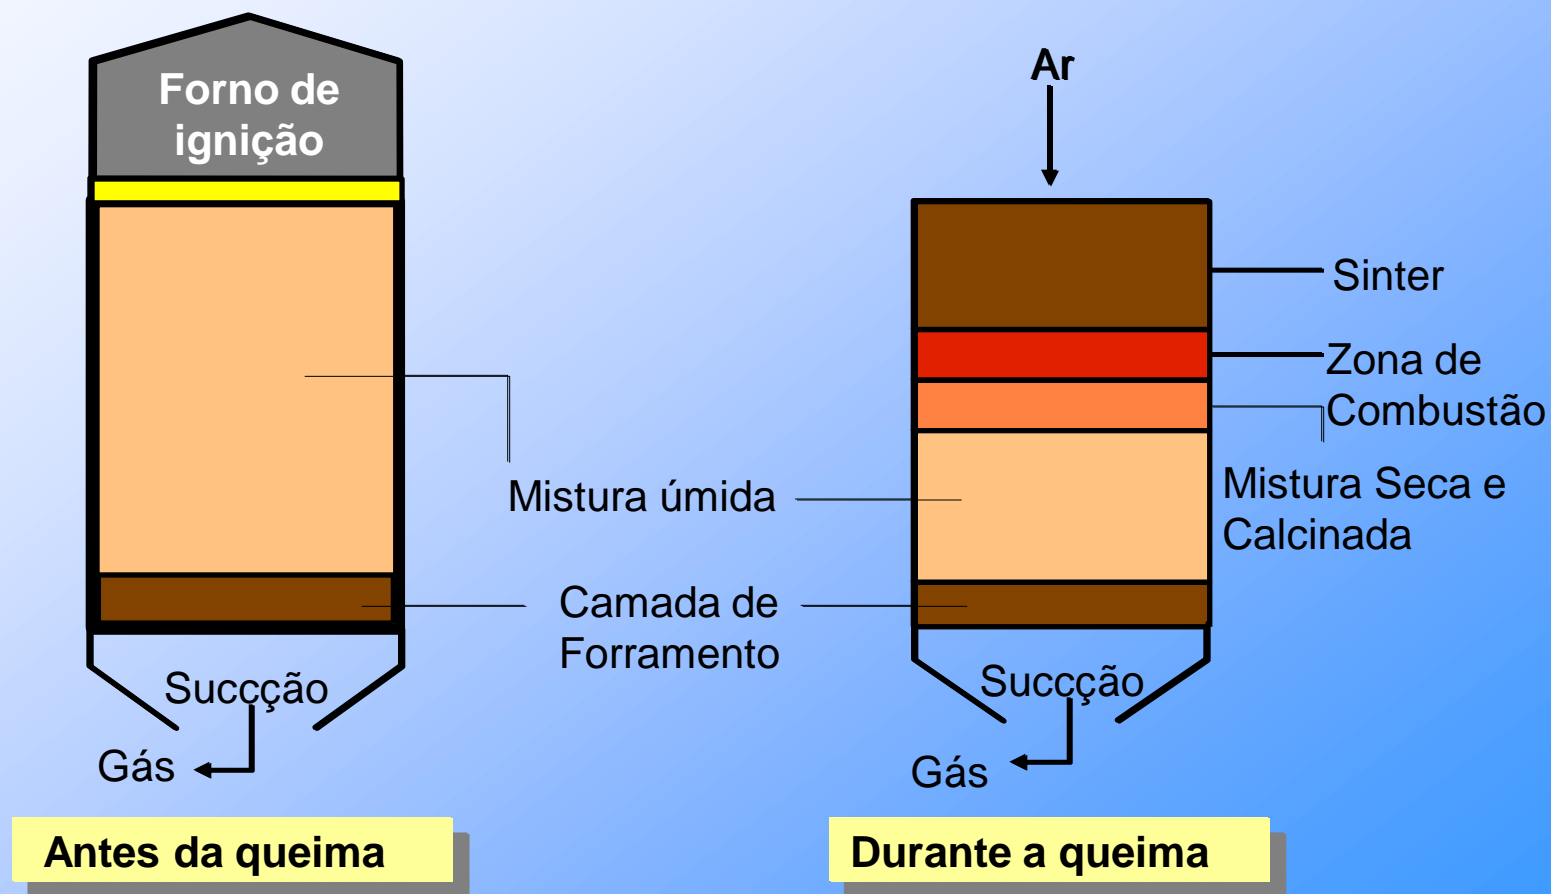 Forno de
ignição
Mistura úmida
Camada de
Forramento
Succção
Gás
Antes da queima
Ar
Sinter
Zona de
Combustão
Mistura Seca e
Calcinada
Succção
Gás
Durante a queima